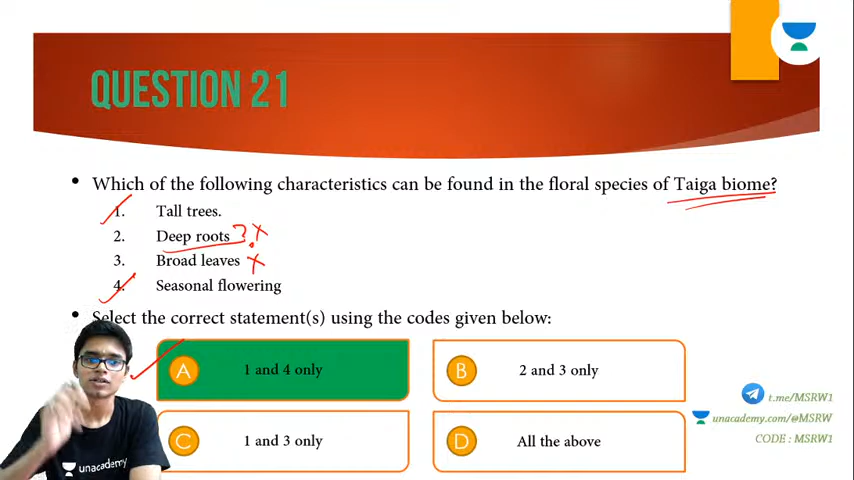 QUESTION 21
• Which of the following characteristics can be found in the floral species of Taiga biome?
1. Tall trees.
2. Deep roots ? x
3. Broad leaves x
4. Seasonal flowering
• Select the correct statement(s) using the codes given below:
A 1 and 4 only
B 2 and 3 only
C 1 and 3 only
D All the above
t.me/MSRW1
unacademy.com/@MSRW
CODE : MSRW1
unacademy